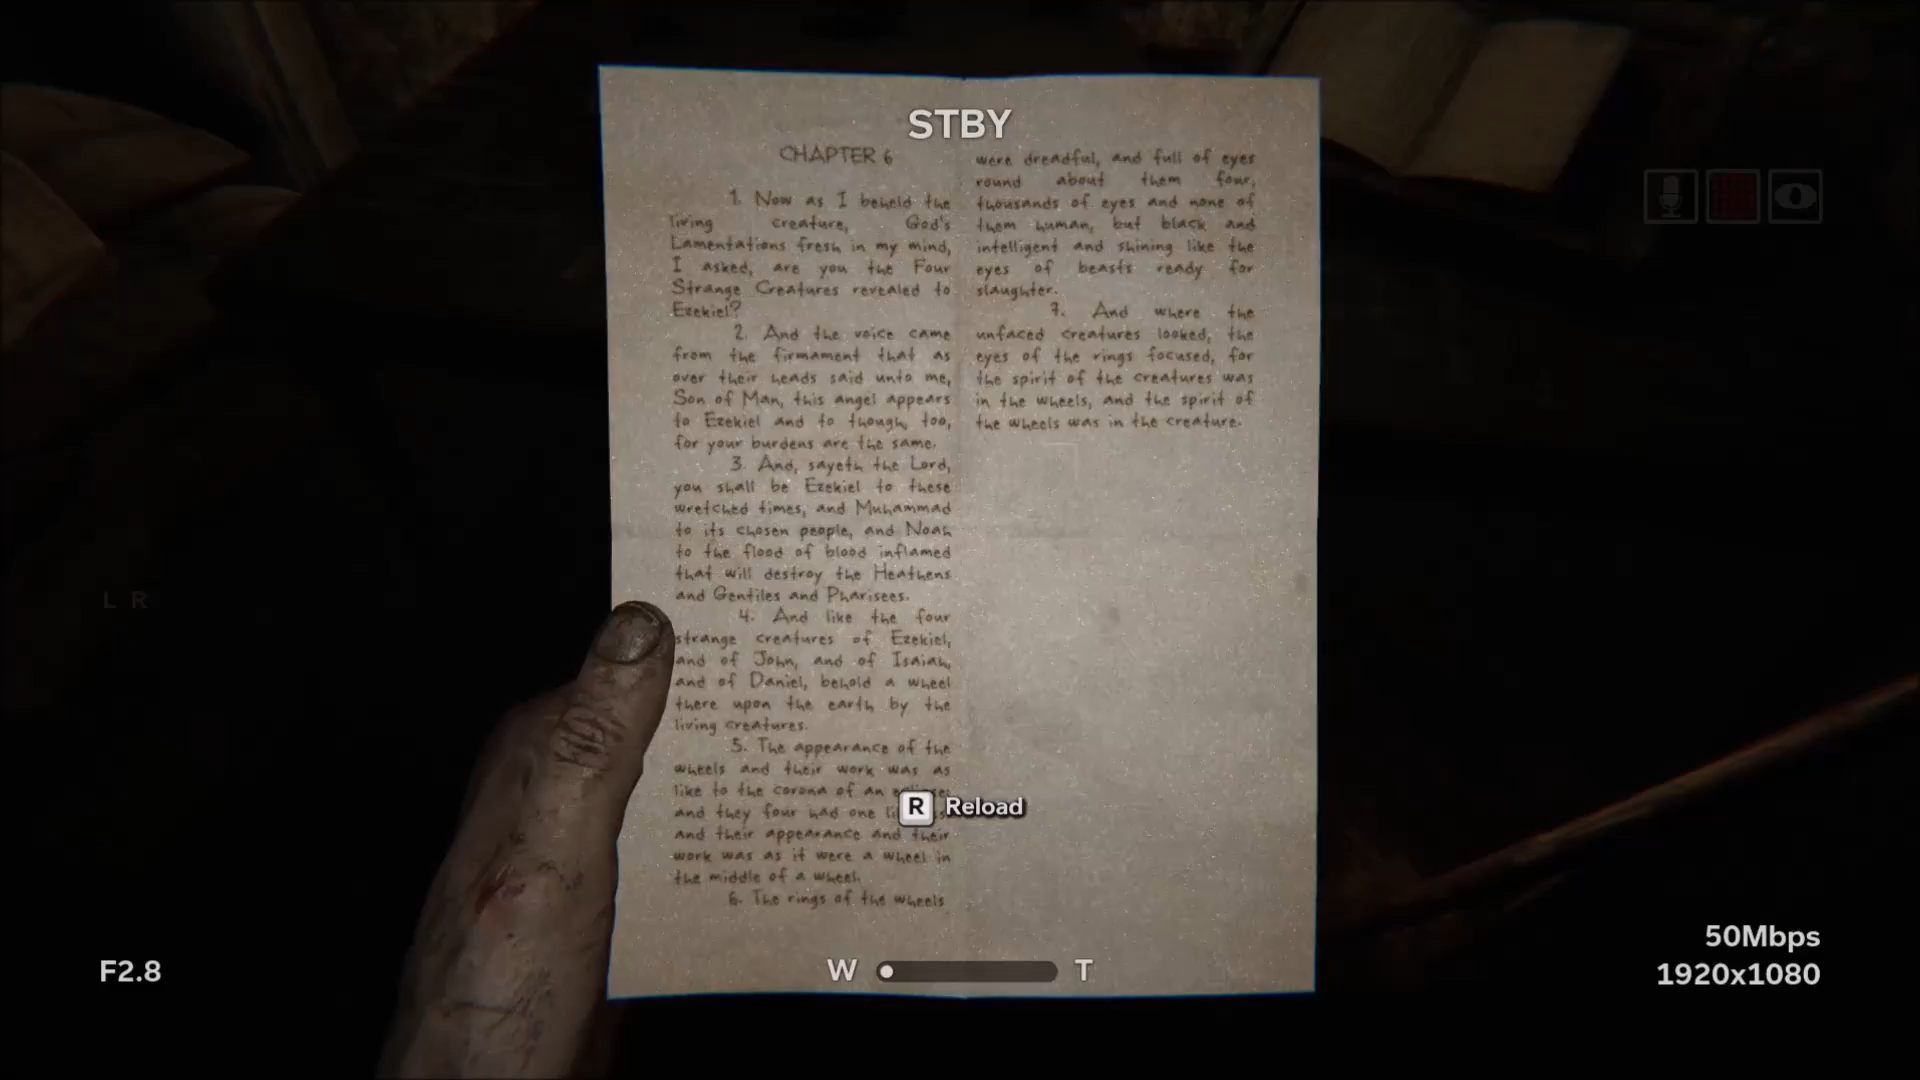 STBY
CHAPTER 6
1. Now as I beheld the
living creature, God's
Lamentations fresh in my mind,
I asked, are you the Four
Strange Creatures revealed to
Ezekiel?
2. And the voice came
from the firmament that as
over their heads said unto me,
Son of Man, this angel appears
to Ezekiel and to though, too,
for your burdens are the same.
3. And, sayeth the Lord,
you shall be Ezekiel to these
wretched times, and Muhammad
to its chosen people, and Noah
to the flood of blood inflamed
that will destroy the Heathens
and Gentiles and Pharisees.
4. And like the four
strange creatures of Ezekiel,
and of John, and of Isaiah,
and of Daniel, behold a wheel
there upon the earth by the
living creatures.
5. The appearance of the
wheels and their work was as
like to the corona of an
and they four had one
and their appearance and their
work was as it were a wheel in
the middle of a wheel.
6. The rings of the wheels
were dreadful, and full of eyes
round about them four,
thousands of eyes and none of
them human, but black and
intelligent and shining like the
eyes of beasts ready for
slaughter.
7. And where the
unfaced creatures looked, the
eyes of the rings focused, for
the spirit of the creatures was
in the wheels, and the spirit of
the wheels was in the creature.
R Reload
L R
F2.8
W T
50Mbps
1920x1080